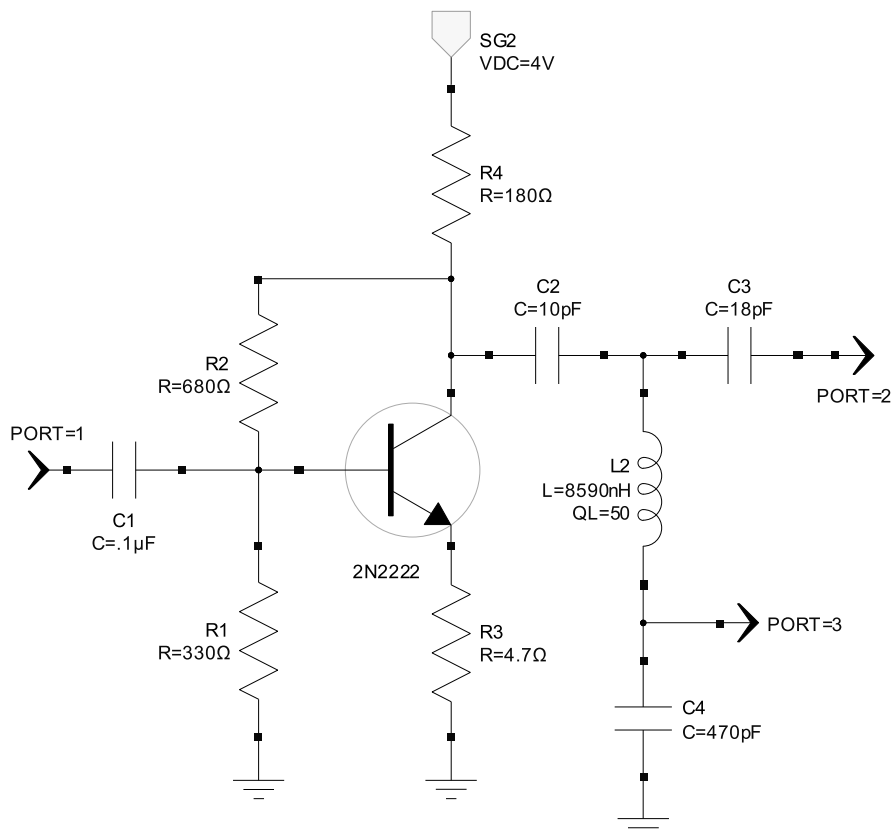 SG2
VDC=4V
R4
R=180Ω
C2
C=10pF
C3
C=18pF
R2
R=680Ω
PORT=2
PORT=1
L2
L=8590nH
QL=50
C1
C=.1µF
2N2222
R1
R=330Ω
R3
R=4.7Ω
PORT=3
C4
C=470pF